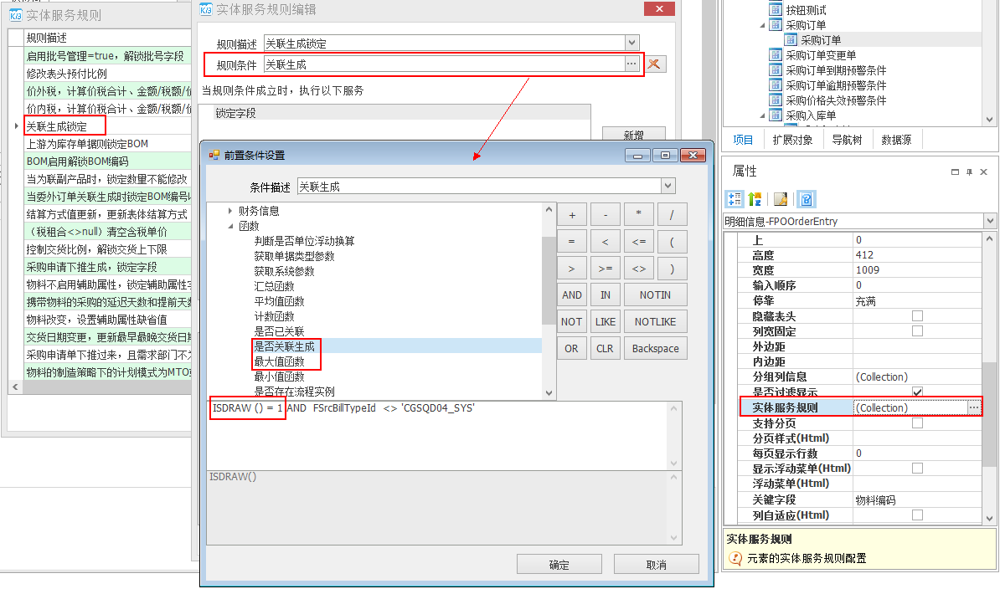 实体服务规则
规则描述
启用批号管理=true，解锁批号字段
修改表头预付比例
价外税，计算价税合计、金额/税额/价
价内税，计算价税合计、金额/税额/价
关联生成锁定
上游为库存单据则锁定BOM
BOM启用解锁BOM编码
当为联副产品时，锁定数量不能修改
当委外订单关联生成时锁定BOM编号
结算方式值更新，更新表体结算方式
（税租合<>null）清空含税单价
控制交货比例，解锁交货上下限
采购申请下推生成，锁定字段
物料不启用辅助属性，锁定辅助属性
携带物料的采购的延迟天数和提前天数
物料改变，设置辅助属性缺省值
交货日期变更，更新最早最晚交货日
采购申请单下推过来，且需求部门不为
物料的制造策略下的计划模式为MTO
实体服务规则编辑
规则描述 关联生成锁定
规则条件 关联生成 ...
当规则条件成立时，执行以下服务
锁定字段
新增
前置条件设置
条件描述 关联生成
财务信息
函数
判断是否单位浮动换算
获取单据类型参数
获取系统参数
汇总函数
平均值函数
计数函数
是否已关联
是否关联生成
最大值函数
最小值函数
是否存在流程实例
+ - * /
= < <= (
> >= <> )
AND IN NOTIN
NOT LIKE NOTLIKE
OR CLR Backspace
ISDRAW () = 1 AND FSrcBillTypeId <> 'CGSQD04_SYS'
ISDRAW()
确定 取消
按钮测试
采购订单
采购订单
采购订单变更单
采购订单到期预警条件
采购订单逾期预警条件
采购价格失效预警条件
采购入库单
项目 扩展对象 导航树 数据源
属性
明细信息-FPOOrderEntry
上 0
高度 412
宽度 1009
输入顺序 0
停靠 充满
隐藏表头
列宽固定
外边距
内边距
分组列信息 (Collection)
是否过滤显示
实体服务规则 (Collection) ...
支持分页
分页样式(Html)
每页显示行数 0
显示浮动菜单(Html)
浮动菜单(Html)
关键字段 物料编码
列自适应(Html)
实体服务规则
元素的实体服务规则配置